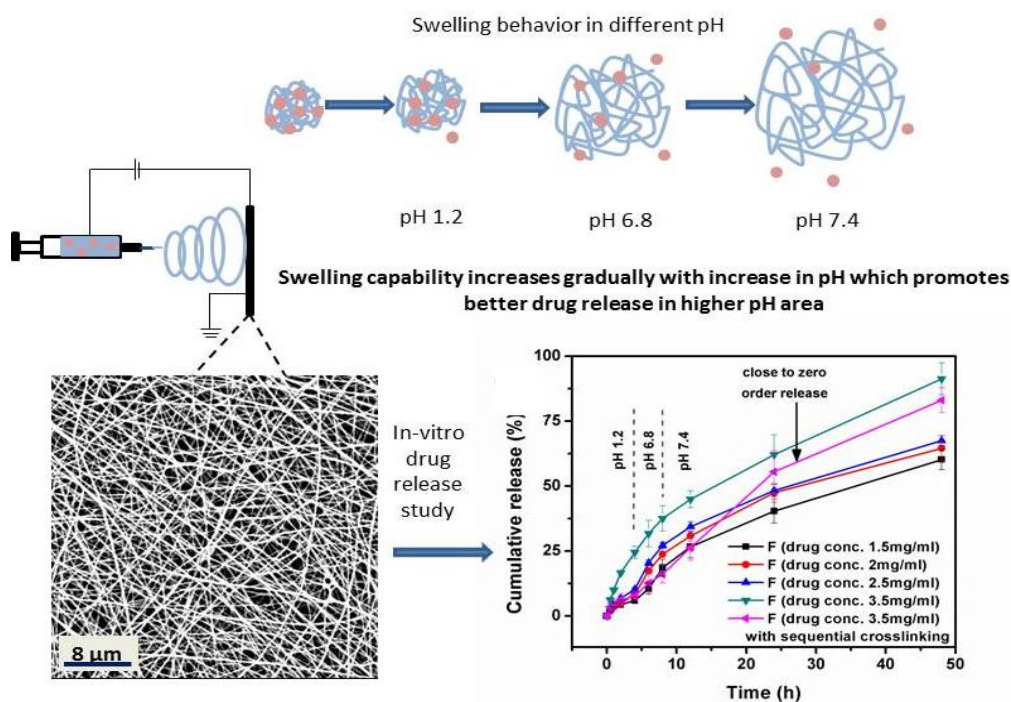 Swelling behavior in different pH
pH 1.2
pH 6.8
pH 7.4
Swelling capability increases gradually with increase in pH which promotes
better drug release in higher pH area
8 µm
In-vitro
drug
release
study
Cumulative release (%)
100
75
50
25
0
pH 1.2
pH 6.8
pH 7.4
close to zero
order release
F (drug conc. 1.5mg/ml)
F (drug conc. 2mg/ml)
F (drug conc. 2.5mg/ml)
F (drug conc. 3.5mg/ml)
F (drug conc. 3.5mg/ml)
with sequential crosslinking
0
10
20
30
40
50
Time (h)